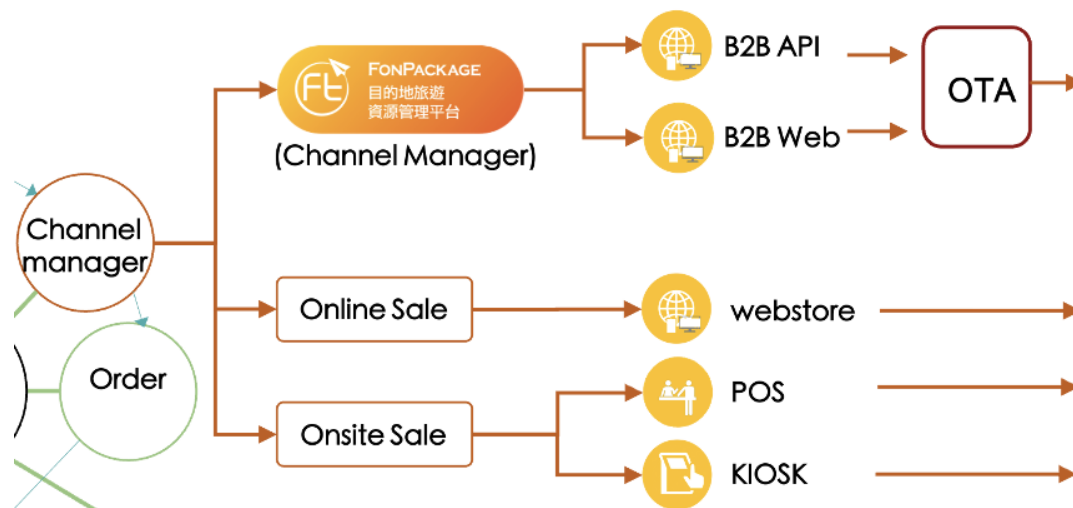 Ft
FONPACKAGE
目的地旅遊
資源管理平台
(Channel Manager)
B2B API
B2B Web
OTA
Channel
manager
Online Sale
webstore
Order
Onsite Sale
POS
KIOSK